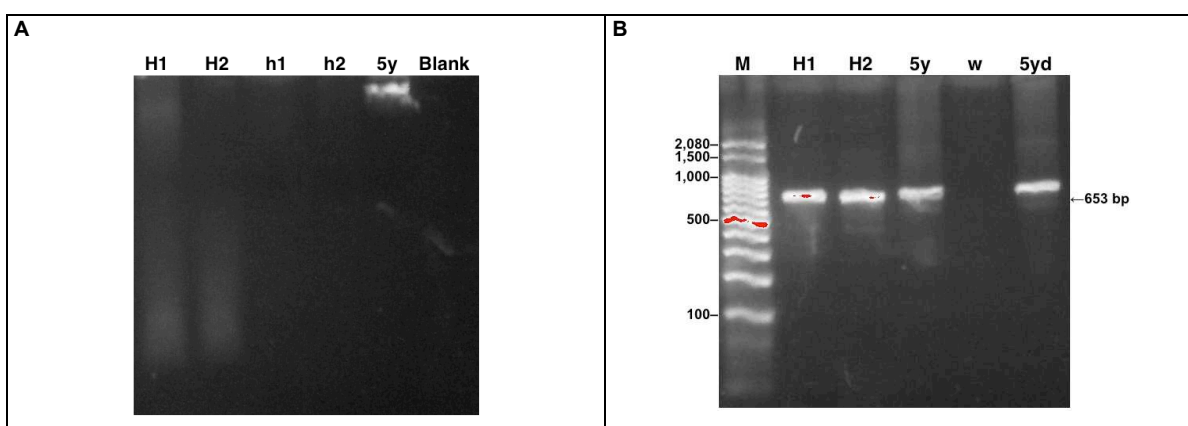 A
H1 H2 h1 h2 5y Blank
B
M H1 H2 5y w 5yd
2,080–
1,500–
1,000–
←653 bp
500–
100–